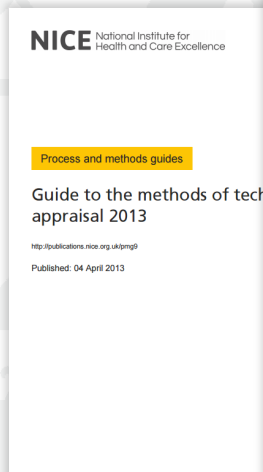 NICE National Institute for
Health and Care Excellence
Process and methods guides
Guide to the methods of tech
appraisal 2013
http://publications.nice.org.uk/pmg9
Published: 04 April 2013